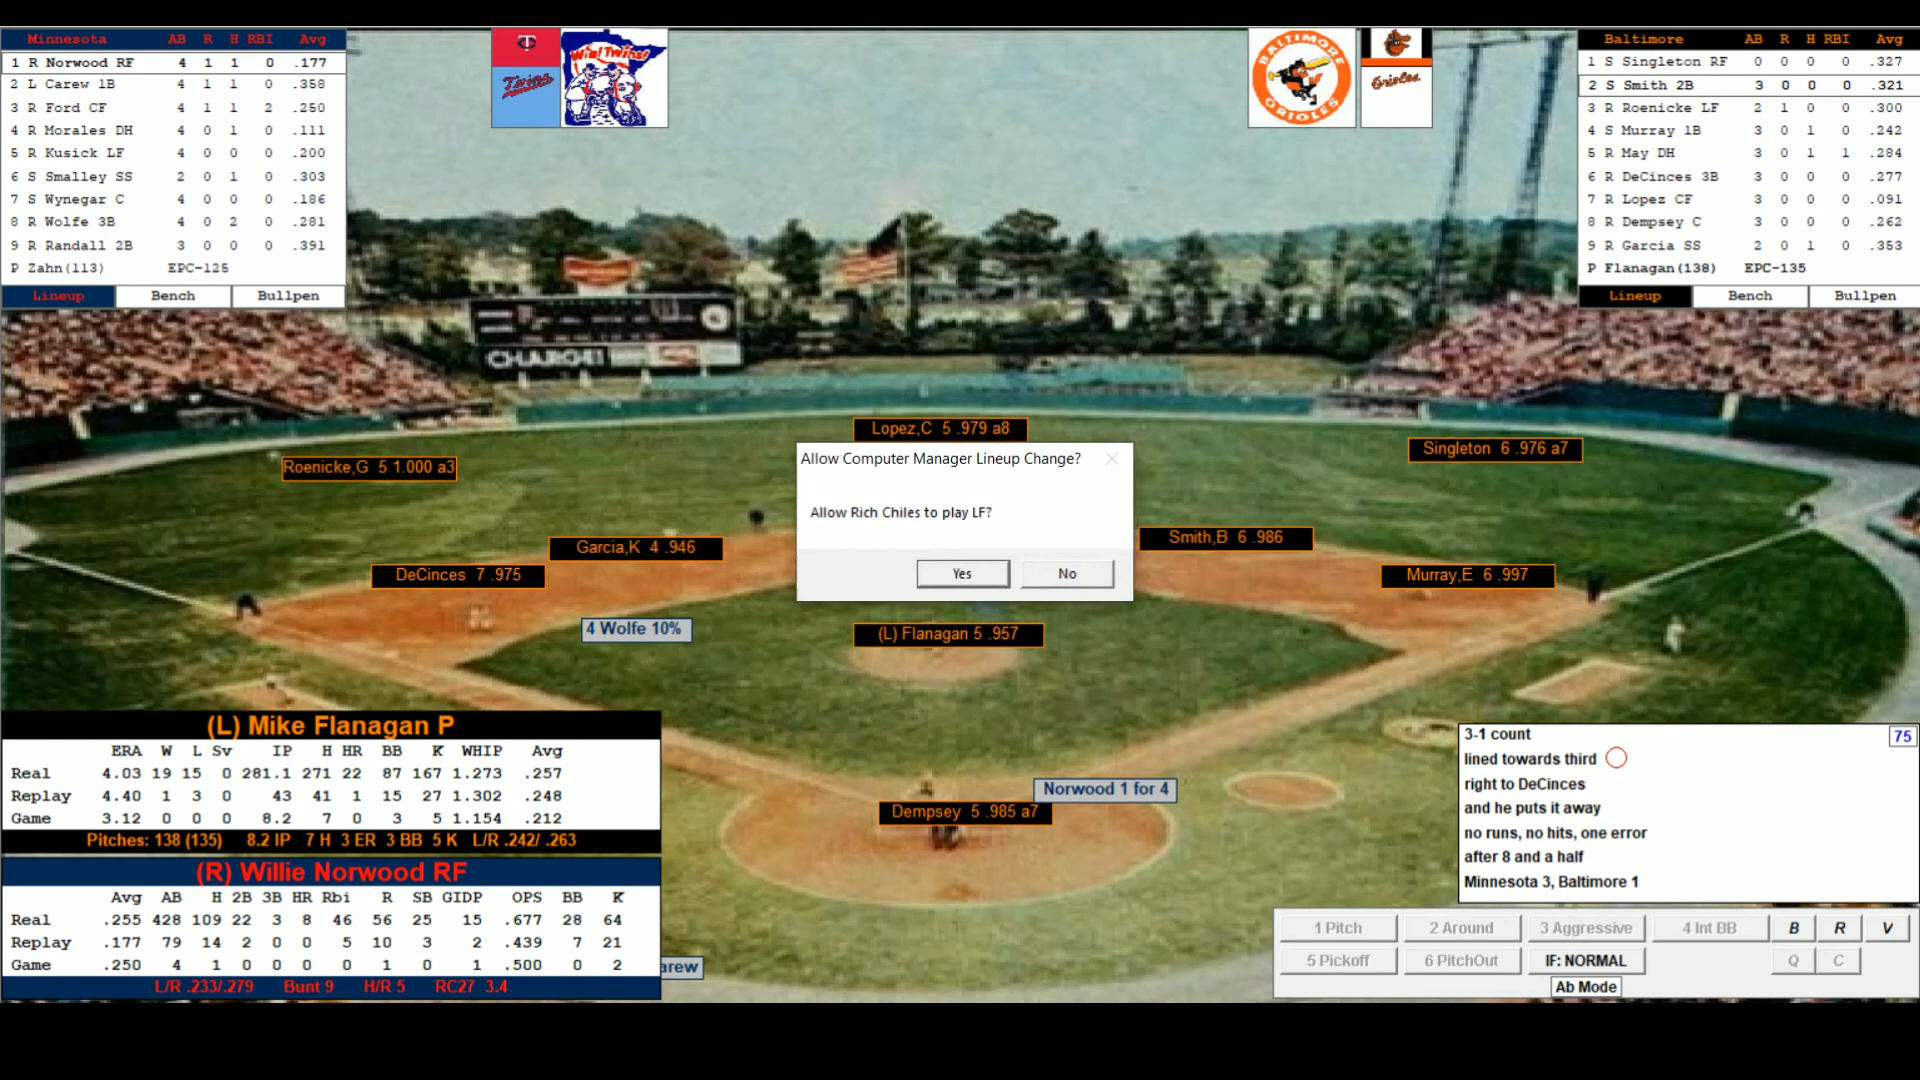 Minnesota AB R H RBI Avg
1 R Norwood RF 4 1 1 0 .177
2 L Carew 1B 4 1 1 0 .358
3 R Ford CF 4 1 1 2 .250
4 R Morales DH 4 0 1 0 .111
5 R Kusick LF 4 0 0 0 .200
6 S Smalley SS 2 0 1 0 .303
7 S Wynegar C 4 0 0 0 .186
8 R Wolfe 3B 4 0 2 0 .281
9 R Randall 2B 3 0 0 0 .391
P Zahn(113) EPC-125
Lineup Bench Bullpen
Twins
Win! Twins!
BALTIMORE
ORIOLES
Orioles
Baltimore AB R H RBI Avg
1 S Singleton RF 0 0 0 0 .327
2 S Smith 2B 3 0 0 0 .321
3 R Roenicke LF 2 1 0 0 .300
4 S Murray 1B 3 0 1 0 .242
5 R May DH 3 0 1 1 .284
6 R DeCinces 3B 3 0 0 0 .277
7 R Lopez CF 3 0 0 0 .091
8 R Dempsey C 3 0 0 0 .262
9 R Garcia SS 2 0 1 0 .353
P Flanagan(138) EPC-135
Lineup Bench Bullpen
CHARGE!
Lopez,C 5 .979 a8
Roenicke,G 5 1.000 a3
Singleton 6 .976 a7
Allow Computer Manager Lineup Change?
Allow Rich Chiles to play LF?
Yes No
Garcia,K 4 .946
Smith,B 6 .986
DeCinces 7 .975
Murray,E 6 .997
4 Wolfe 10%
(L) Flanagan 5 .957
Norwood 1 for 4
Dempsey 5 .985 a7
(L) Mike Flanagan P
ERA W L Sv IP H HR BB K WHIP Avg
Real 4.03 19 15 0 281.1 271 22 87 167 1.273 .257
Replay 4.40 1 3 0 43 41 1 15 27 1.302 .248
Game 3.12 0 0 0 8.2 7 0 3 5 1.154 .212
Pitches: 138 (135) 8.2 IP 7 H 3 ER 3 BB 5 K L/R .242/ .263
(R) Willie Norwood RF
Avg AB H 2B 3B HR Rbi R SB GIDP OPS BB K
Real .255 428 109 22 3 8 46 56 25 15 .677 28 64
Replay .177 79 14 2 0 0 5 10 3 2 .439 7 21
Game .250 4 1 0 0 0 0 1 0 1 .500 0 2
L/R .233/.279 Bunt 9 H/R 5 RC27 3.4
arew
3-1 count
75
lined towards third
right to DeCinces
and he puts it away
no runs, no hits, one error
after 8 and a half
Minnesota 3, Baltimore 1
1 Pitch 2 Around 3 Aggressive 4 Int BB B R V
5 Pickoff 6 PitchOut IF: NORMAL Q C
Ab Mode